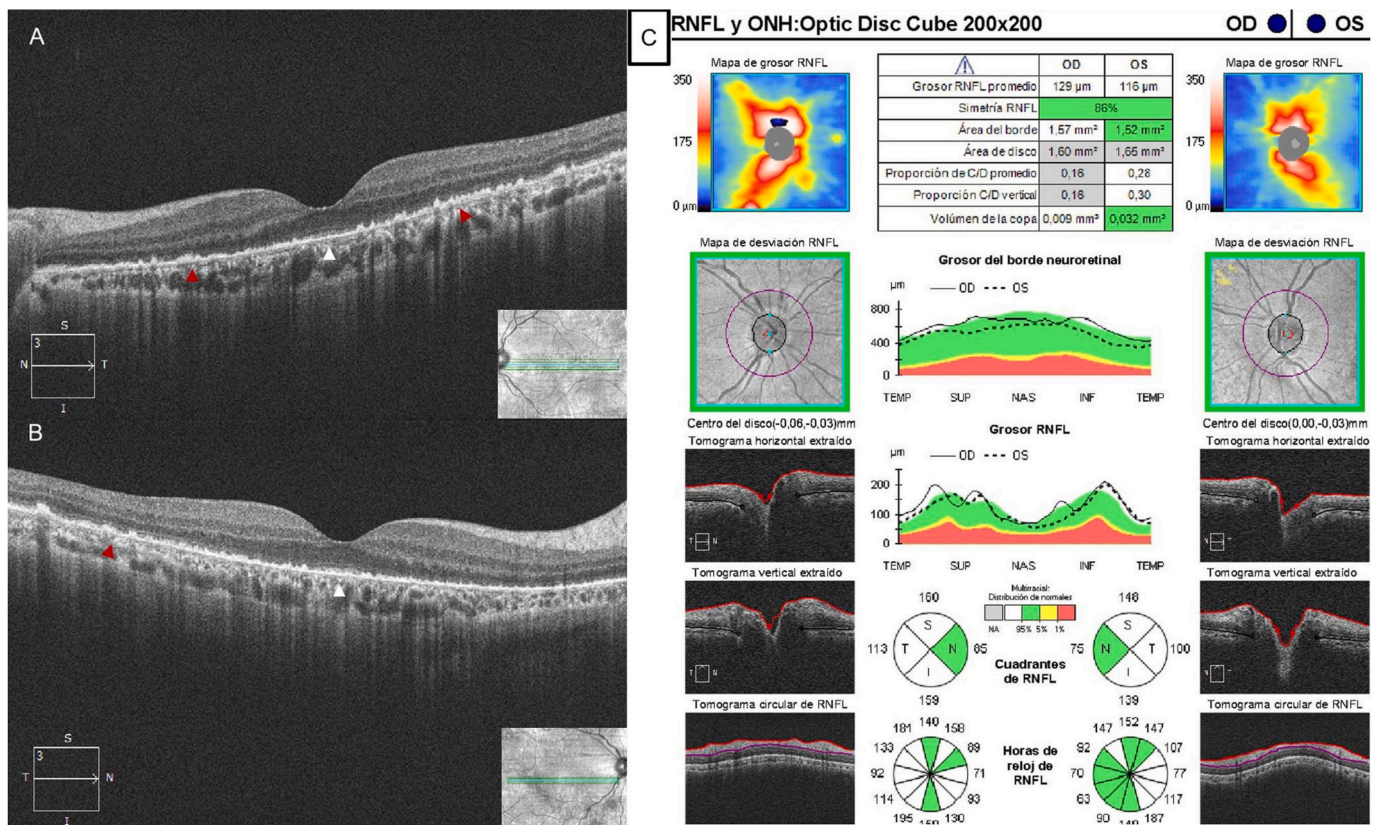 A
3
S
N
T
I
B
3
S
T
N
I
C
RNFL y ONH:Optic Disc Cube 200x200
OD
OS
Mapa de grosor RNFL
350
175
0 µm
OD OS
Grosor RNFL promedio 129 µm 116 µm
Simetría RNFL 86%
Área del borde 1,57 mm² 1,52 mm²
Área de disco 1,60 mm² 1,65 mm²
Proporción de C/D promedio 0,16 0,28
Proporción C/D vertical 0,16 0,30
Volúmen de la copa 0,009 mm³ 0,032 mm³
Mapa de grosor RNFL
350
175
0 µm
Mapa de desviación RNFL
Centro del disco(-0,06,-0,03)mm
Grosor del borde neuroretinal
µm
OD
OS
800
400
0
TEMP SUP NAS INF TEMP
Mapa de desviación RNFL
Centro del disco(0,00,-0,03)mm
Tomograma horizontal extraído
T N
Grosor RNFL
µm
OD
OS
200
100
0
TEMP SUP NAS INF TEMP
Tomograma horizontal extraído
N T
Tomograma vertical extraído
T N
Tomograma vertical extraído
Multirracial:
Distribución de normales
NA 95% 5% 1%
160
S
113 T N 85
I
159
Cuadrantes
de RNFL
146
S
75 N T 100
I
139
Tomograma circular de RNFL
140
181 158
133 89
92 71
114 93
195 130
Horas de
reloj de
RNFL
152
147 147
92 107
70 77
63 117
90 187
Tomograma circular de RNFL